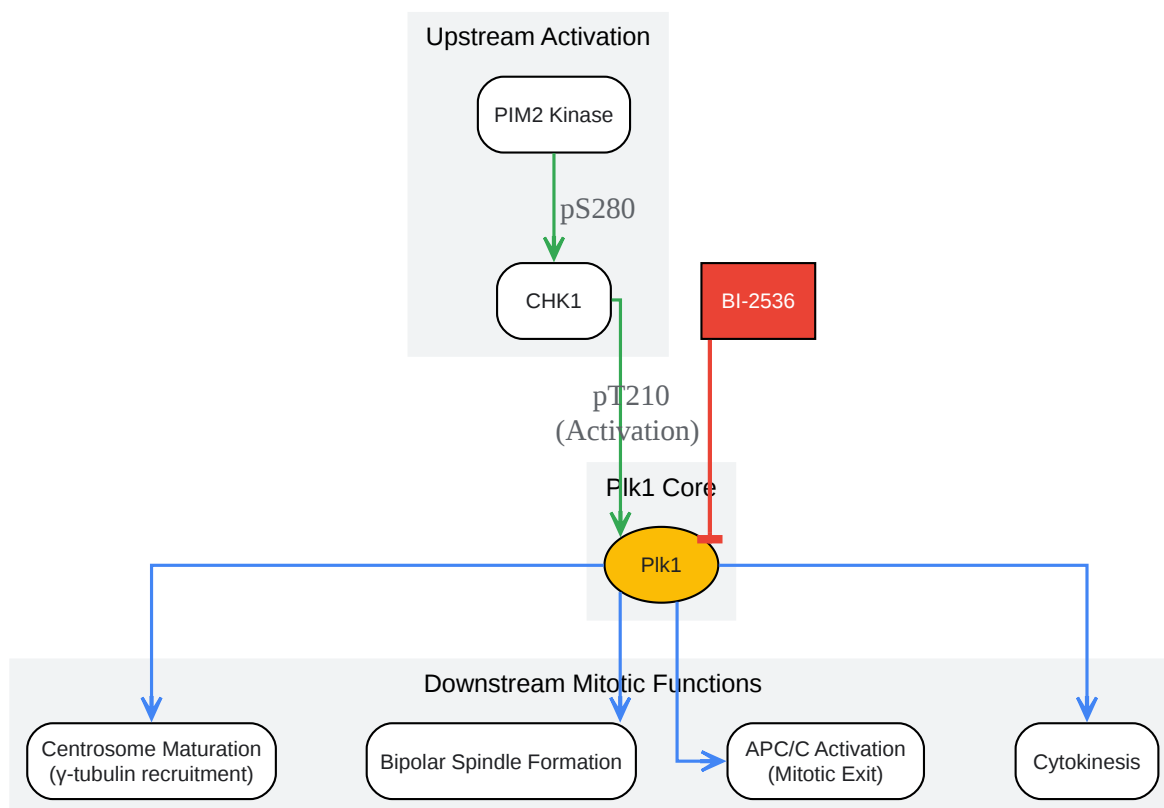 Upstream Activation
PIM2 Kinase
pS280
CHK1
BI-2536
pT210
(Activation)
Plk1 Core
Plk1
Downstream Mitotic Functions
Centrosome Maturation
(γ-tubulin recruitment)
Bipolar Spindle Formation
APC/C Activation
(Mitotic Exit)
Cytokinesis